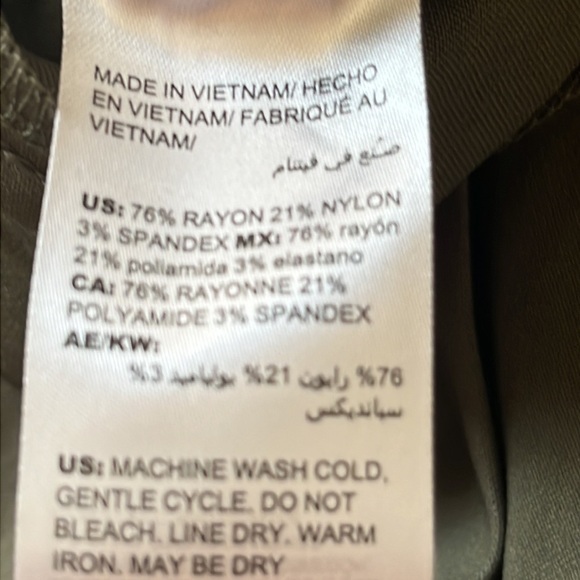 MADE IN VIETNAM/ HECHO
EN VIETNAM/ FABRIQUÉ AU
VIETNAM/
صنع في فيتنام
US: 76% RAYON 21% NYLON
3% SPANDEX MX: 76% rayón
21% poliamida 3% elastano
CA: 76% RAYONNE 21%
POLYAMIDE 3% SPANDEX
AE/KW:
76% رايون 21% بولياميد 3%
سبانديكس
US: MACHINE WASH COLD,
GENTLE CYCLE. DO NOT
BLEACH. LINE DRY. WARM
IRON. MAY BE DRY